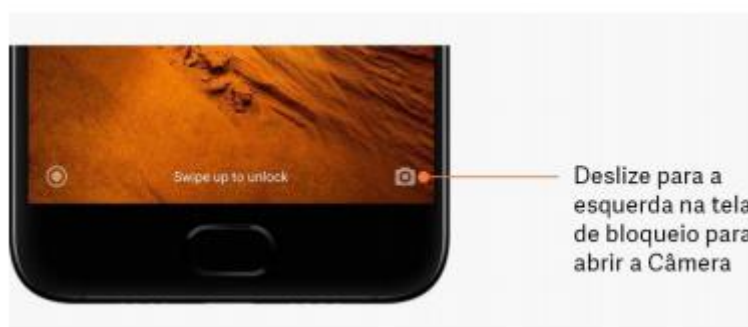 Swipe up to unlock
Deslize para a
esquerda na tela
de bloqueio para
abrir a Câmera